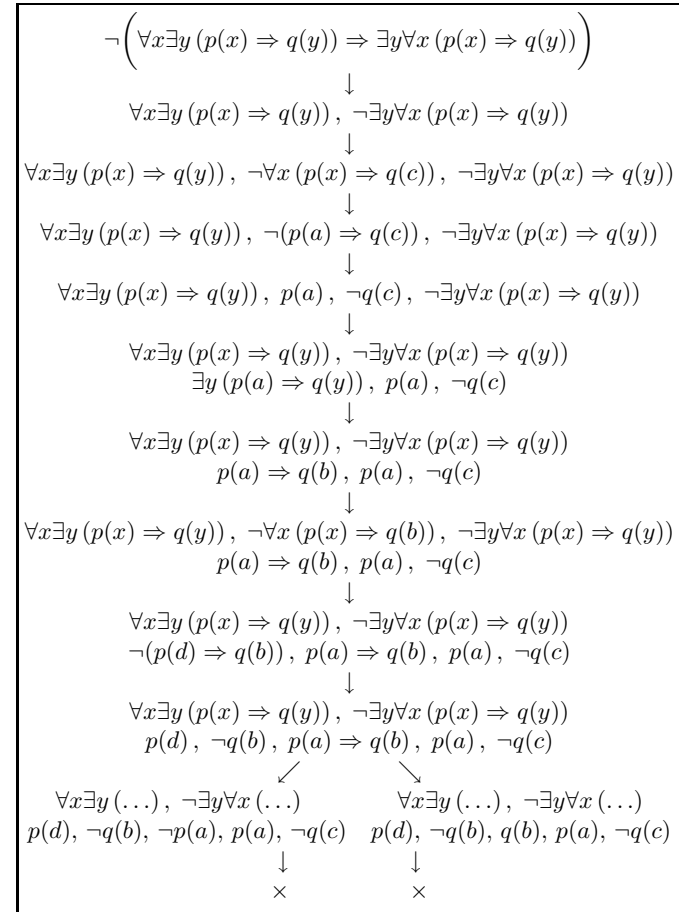 ¬(∀x∃y (p(x) ⇒ q(y)) ⇒ ∃y∀x (p(x) ⇒ q(y)))
↓
∀x∃y (p(x) ⇒ q(y)) , ¬∃y∀x (p(x) ⇒ q(y))
↓
∀x∃y (p(x) ⇒ q(y)) , ¬∀x (p(x) ⇒ q(c)) , ¬∃y∀x (p(x) ⇒ q(y))
↓
∀x∃y (p(x) ⇒ q(y)) , ¬(p(a) ⇒ q(c)) , ¬∃y∀x (p(x) ⇒ q(y))
↓
∀x∃y (p(x) ⇒ q(y)) , p(a) , ¬q(c) , ¬∃y∀x (p(x) ⇒ q(y))
↓
∀x∃y (p(x) ⇒ q(y)) , ¬∃y∀x (p(x) ⇒ q(y))
∃y (p(a) ⇒ q(y)) , p(a) , ¬q(c)
↓
∀x∃y (p(x) ⇒ q(y)) , ¬∃y∀x (p(x) ⇒ q(y))
p(a) ⇒ q(b) , p(a) , ¬q(c)
↓
∀x∃y (p(x) ⇒ q(y)) , ¬∀x (p(x) ⇒ q(b)) , ¬∃y∀x (p(x) ⇒ q(y))
p(a) ⇒ q(b) , p(a) , ¬q(c)
↓
∀x∃y (p(x) ⇒ q(y)) , ¬∃y∀x (p(x) ⇒ q(y))
¬(p(d) ⇒ q(b)) , p(a) ⇒ q(b) , p(a) , ¬q(c)
↓
∀x∃y (p(x) ⇒ q(y)) , ¬∃y∀x (p(x) ⇒ q(y))
p(d) , ¬q(b) , p(a) ⇒ q(b) , p(a) , ¬q(c)
↙ ↘
∀x∃y (...) , ¬∃y∀x (...) ∀x∃y (...) , ¬∃y∀x (...)
p(d), ¬q(b), ¬p(a), p(a), ¬q(c) p(d), ¬q(b), q(b), p(a), ¬q(c)
↓ ↓
× ×